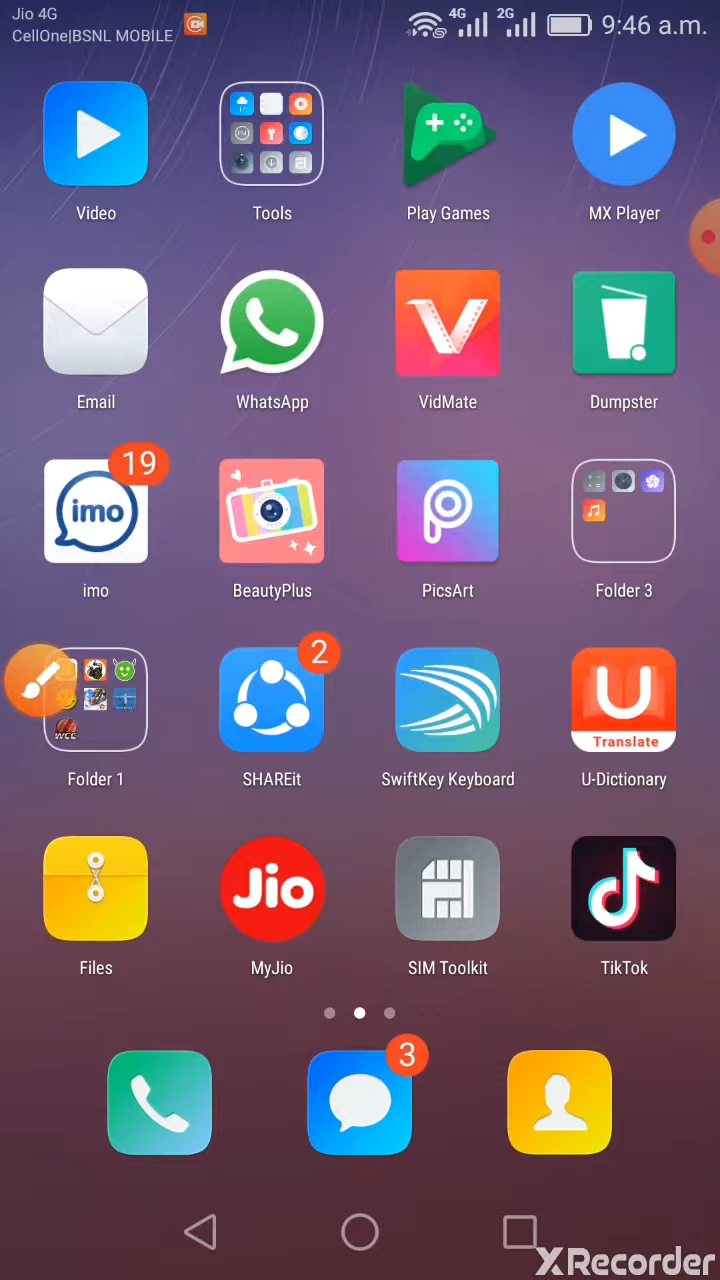 Jio 4G
CellOne|BSNL MOBILE
4G
2G
9:46 a.m.
Video
Tools
Play Games
MX Player
Email
WhatsApp
VidMate
Dumpster
19
imo
imo
BeautyPlus
PicsArt
Folder 3
WCC
Folder 1
2
SHAREit
SwiftKey Keyboard
U
Translate
U-Dictionary
Files
Jio
MyJio
SIM Toolkit
TikTok
3
XRecorder